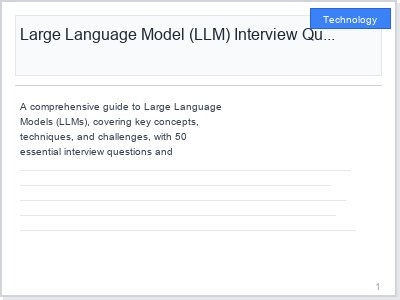 Technology
Large Language Model (LLM) Interview Qu...
A comprehensive guide to Large Language
Models (LLMs), covering key concepts,
techniques, and challenges, with 50
essential interview questions and
1